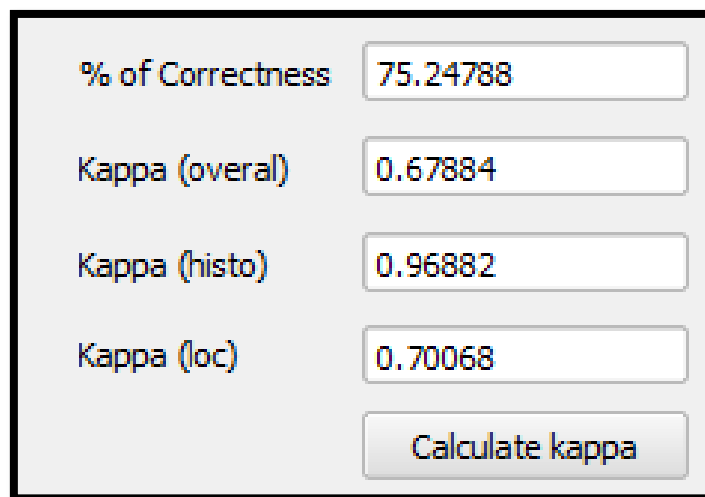 % of Correctness 75.24788
Kappa (overal) 0.67884
Kappa (histo) 0.96882
Kappa (loc) 0.70068
Calculate kappa